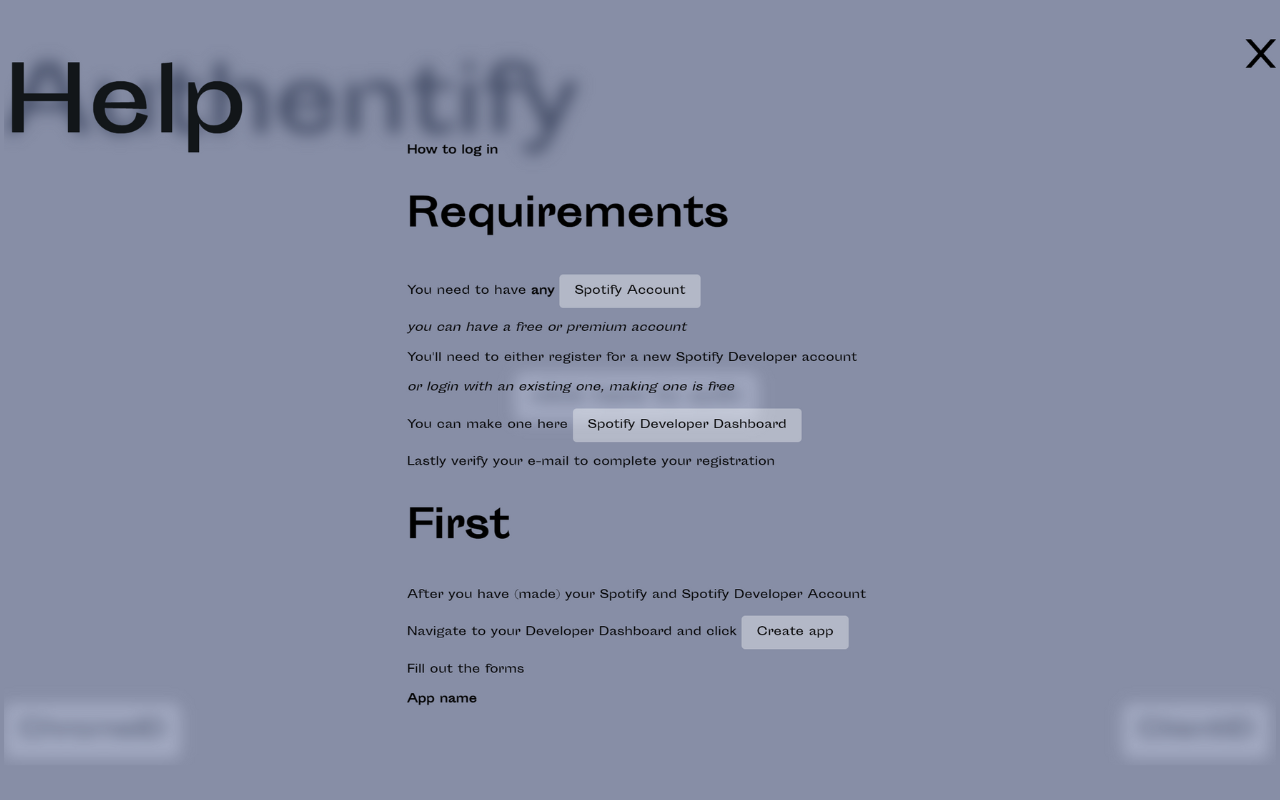 Help
X
How to log in
Requirements
You need to have any Spotify Account
you can have a free or premium account
You'll need to either register for a new Spotify Developer account
or login with an existing one, making one is free
You can make one here Spotify Developer Dashboard
Lastly verify your e-mail to complete your registration
First
After you have (made) your Spotify and Spotify Developer Account
Navigate to your Developer Dashboard and click Create app
Fill out the forms
App name